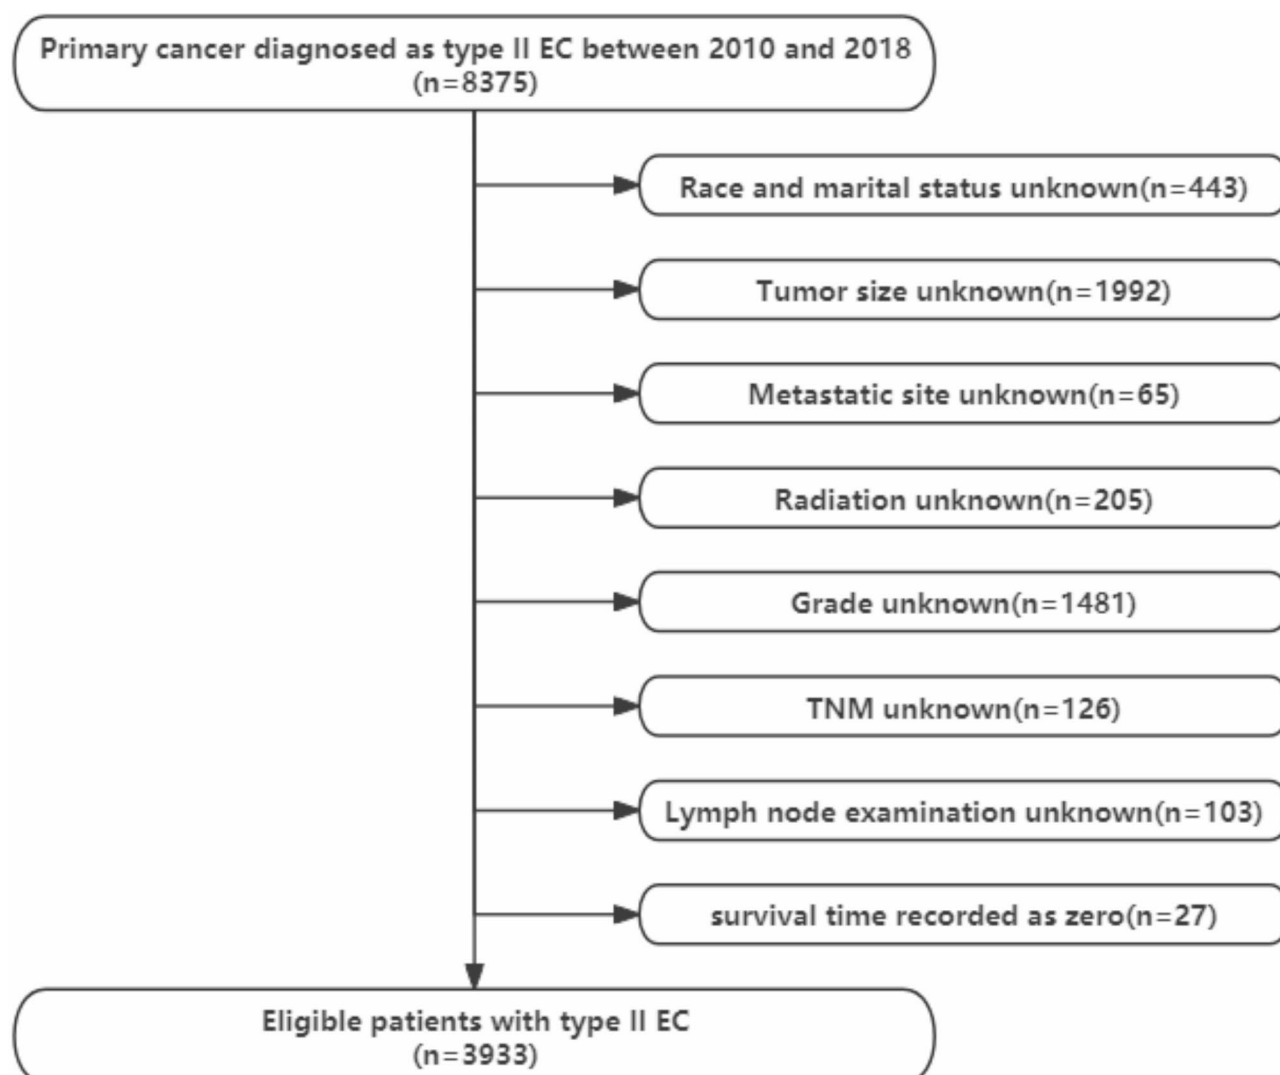 Primary cancer diagnosed as type II EC between 2010 and 2018
(n=8375)
Race and marital status unknown(n=443)
Tumor size unknown(n=1992)
Metastatic site unknown(n=65)
Radiation unknown(n=205)
Grade unknown(n=1481)
TNM unknown(n=126)
Lymph node examination unknown(n=103)
survival time recorded as zero(n=27)
Eligible patients with type II EC
(n=3933)